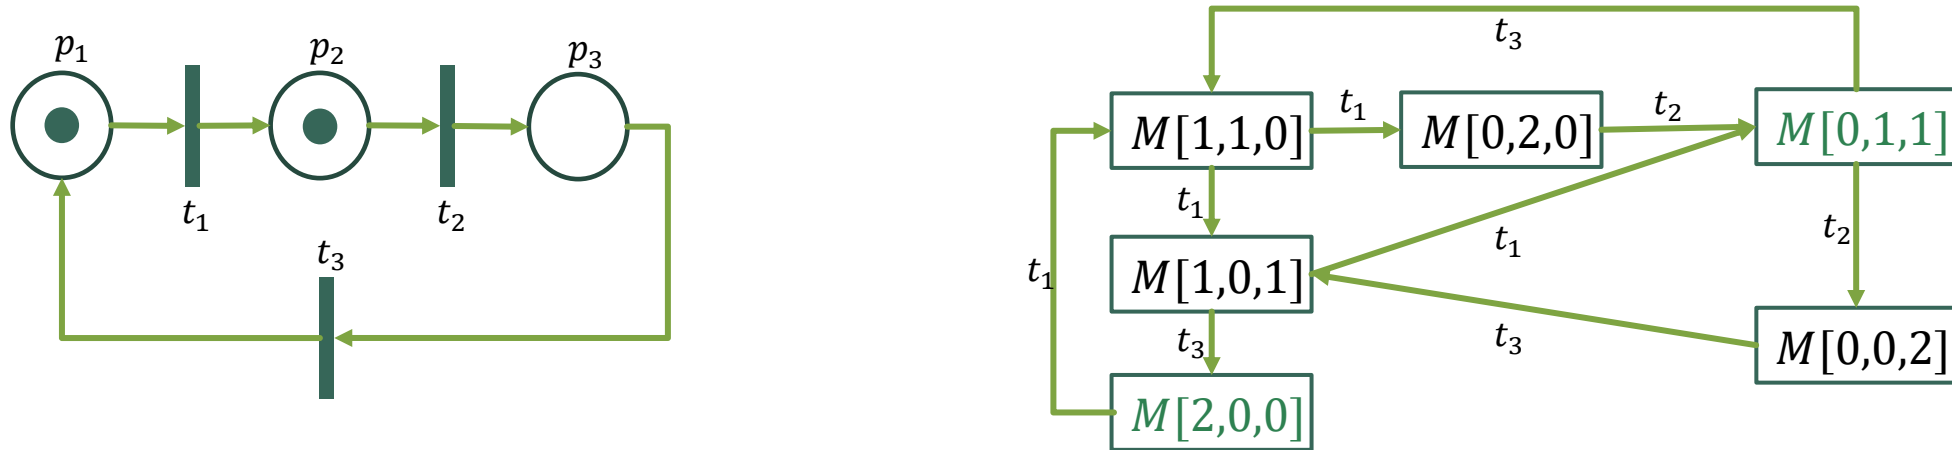 p₁
p₂
p₃
t₁
t₂
t₃
t₃
M[1,1,0]
t₁
M[0,2,0]
t₂
M[0,1,1]
t₁
t₁
t₂
t₁
M[1,0,1]
t₃
t₃
M[0,0,2]
M[2,0,0]